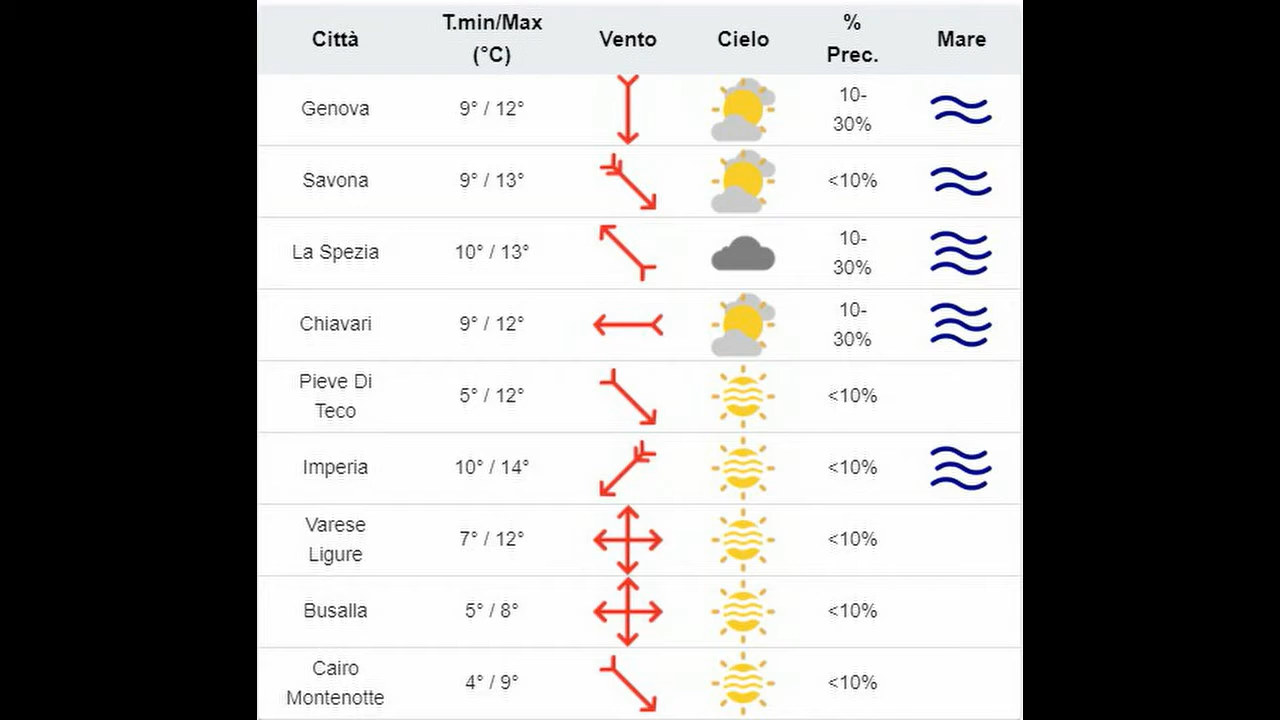 Città T.min/Max (°C) Vento Cielo % Prec. Mare
Genova 9° / 12° 10-30%
Savona 9° / 13° <10%
La Spezia 10° / 13° 10-30%
Chiavari 9° / 12° 10-30%
Pieve Di Teco 5° / 12° <10%
Imperia 10° / 14° <10%
Varese Ligure 7° / 12° <10%
Busalla 5° / 8° <10%
Cairo Montenotte 4° / 9° <10%